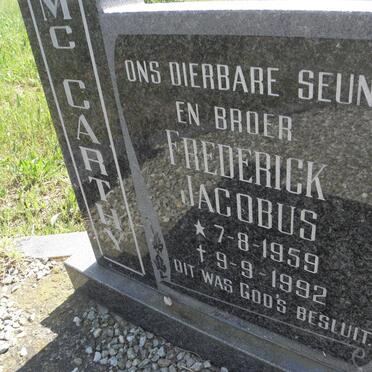 MC CARTHY
ONS DIERBARE SEUN
EN BROER
FREDERICK
JACOBUS
★ 7-8-1959
† 9-9-1992
DIT WAS GOD'S BESLUIT